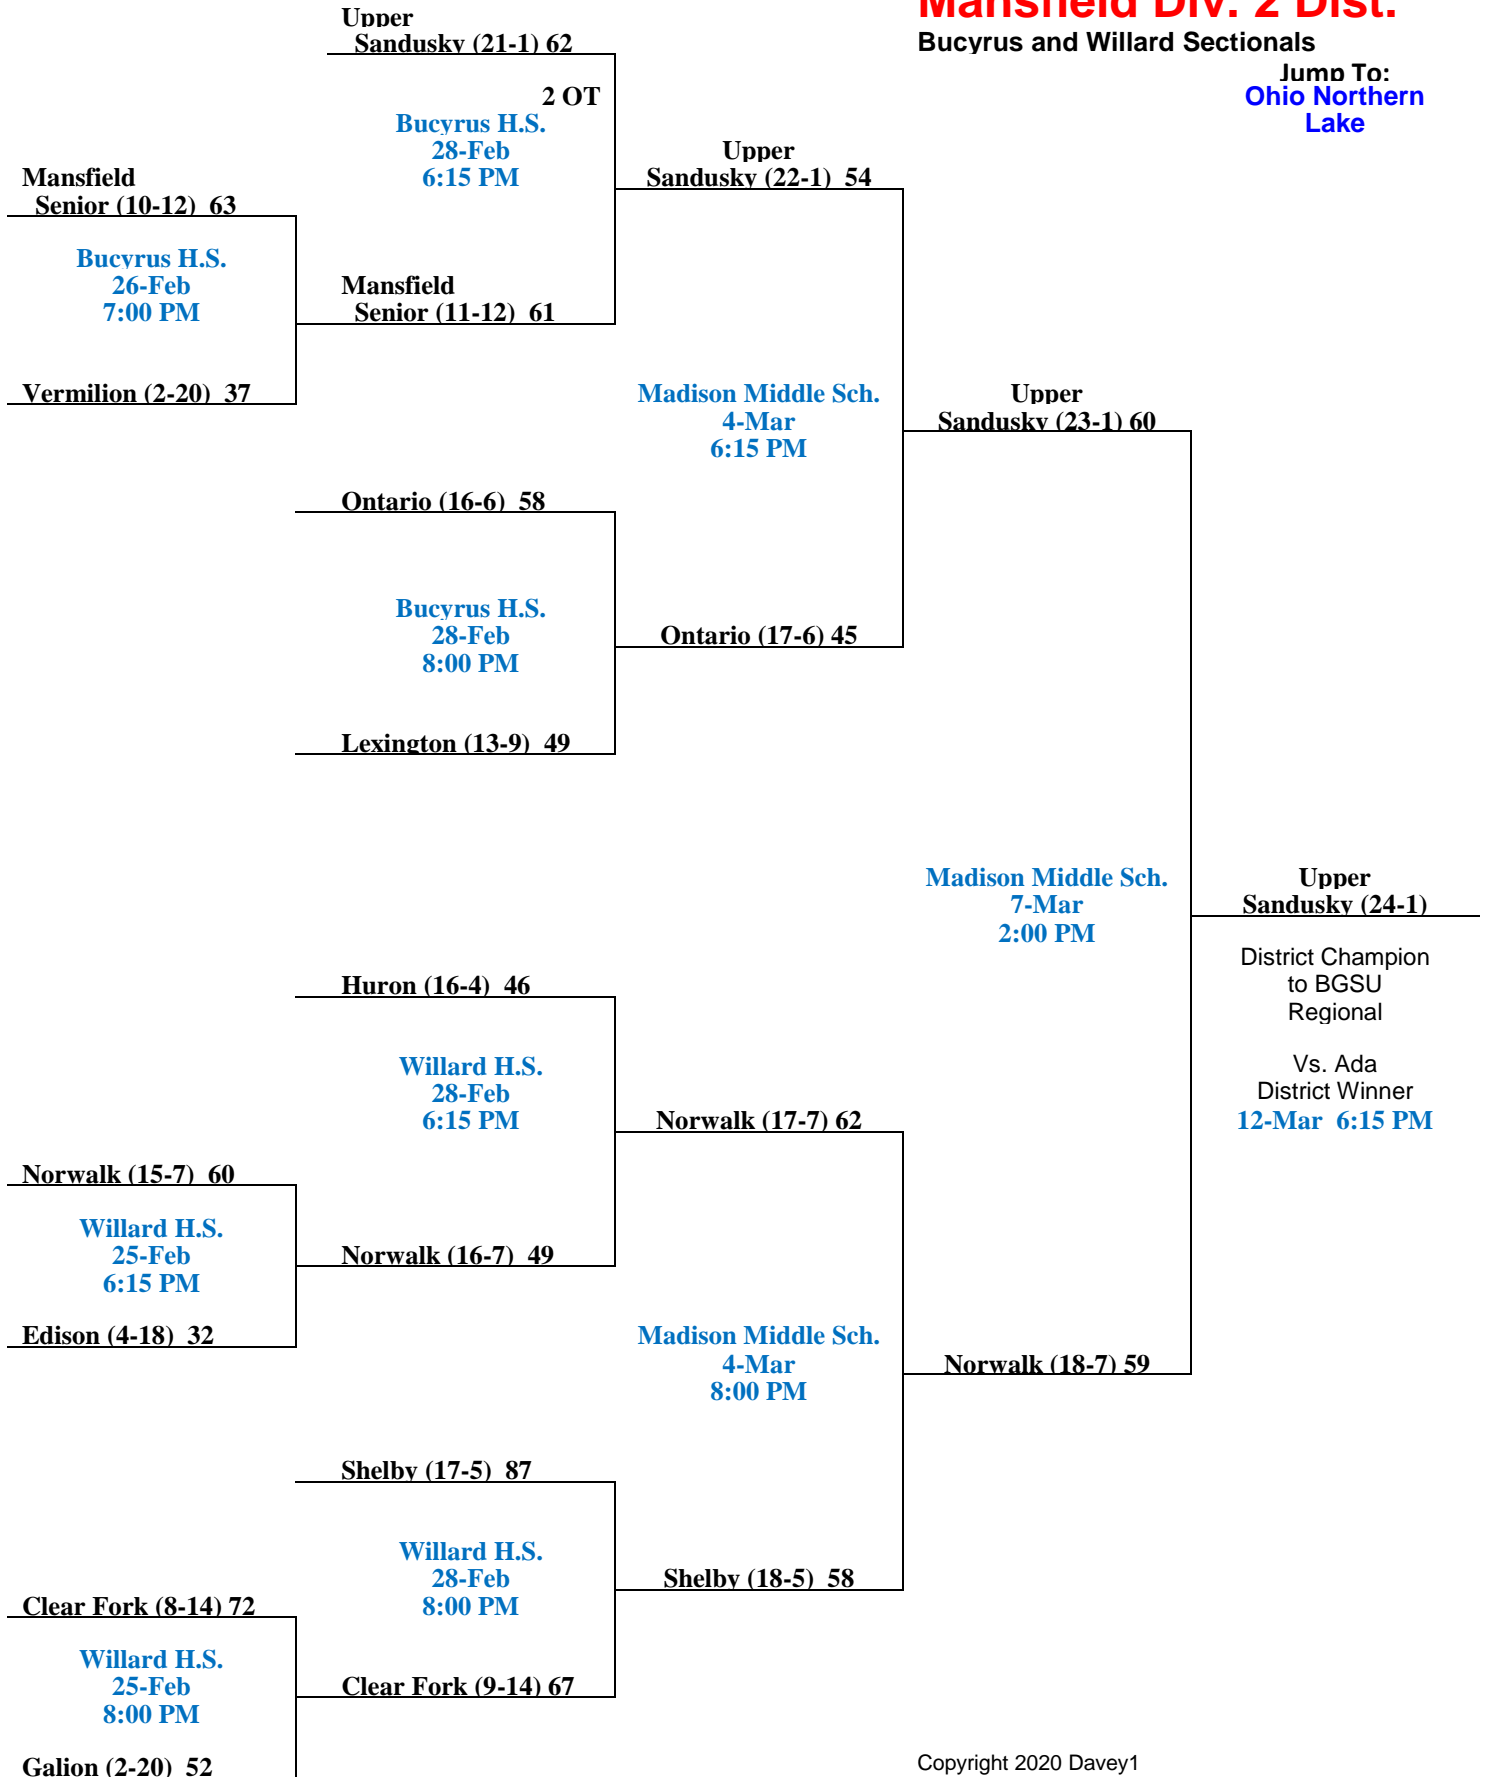 Mansfield Div. 2 Dist.
Bucyrus and Willard Sectionals
Jump To:
Ohio Northern
Lake
Upper
Sandusky (21-1) 62
2 OT
Bucyrus H.S.
28-Feb
6:15 PM
Upper
Sandusky (22-1) 54
Mansfield
Senior (10-12) 63
Bucyrus H.S.
26-Feb
7:00 PM
Mansfield
Senior (11-12) 61
Vermilion (2-20) 37
Madison Middle Sch.
4-Mar
6:15 PM
Upper
Sandusky (23-1) 60
Ontario (16-6) 58
Bucyrus H.S.
28-Feb
8:00 PM
Ontario (17-6) 45
Lexington (13-9) 49
Madison Middle Sch.
7-Mar
2:00 PM
Upper
Sandusky (24-1)
District Champion
to BGSU
Regional
Vs. Ada
District Winner
12-Mar 6:15 PM
Huron (16-4) 46
Willard H.S.
28-Feb
6:15 PM
Norwalk (17-7) 62
Norwalk (15-7) 60
Willard H.S.
25-Feb
6:15 PM
Norwalk (16-7) 49
Edison (4-18) 32
Madison Middle Sch.
4-Mar
8:00 PM
Norwalk (18-7) 59
Shelby (17-5) 87
Willard H.S.
28-Feb
8:00 PM
Shelby (18-5) 58
Clear Fork (8-14) 72
Willard H.S.
25-Feb
8:00 PM
Clear Fork (9-14) 67
Galion (2-20) 52
Copyright 2020 Davey1